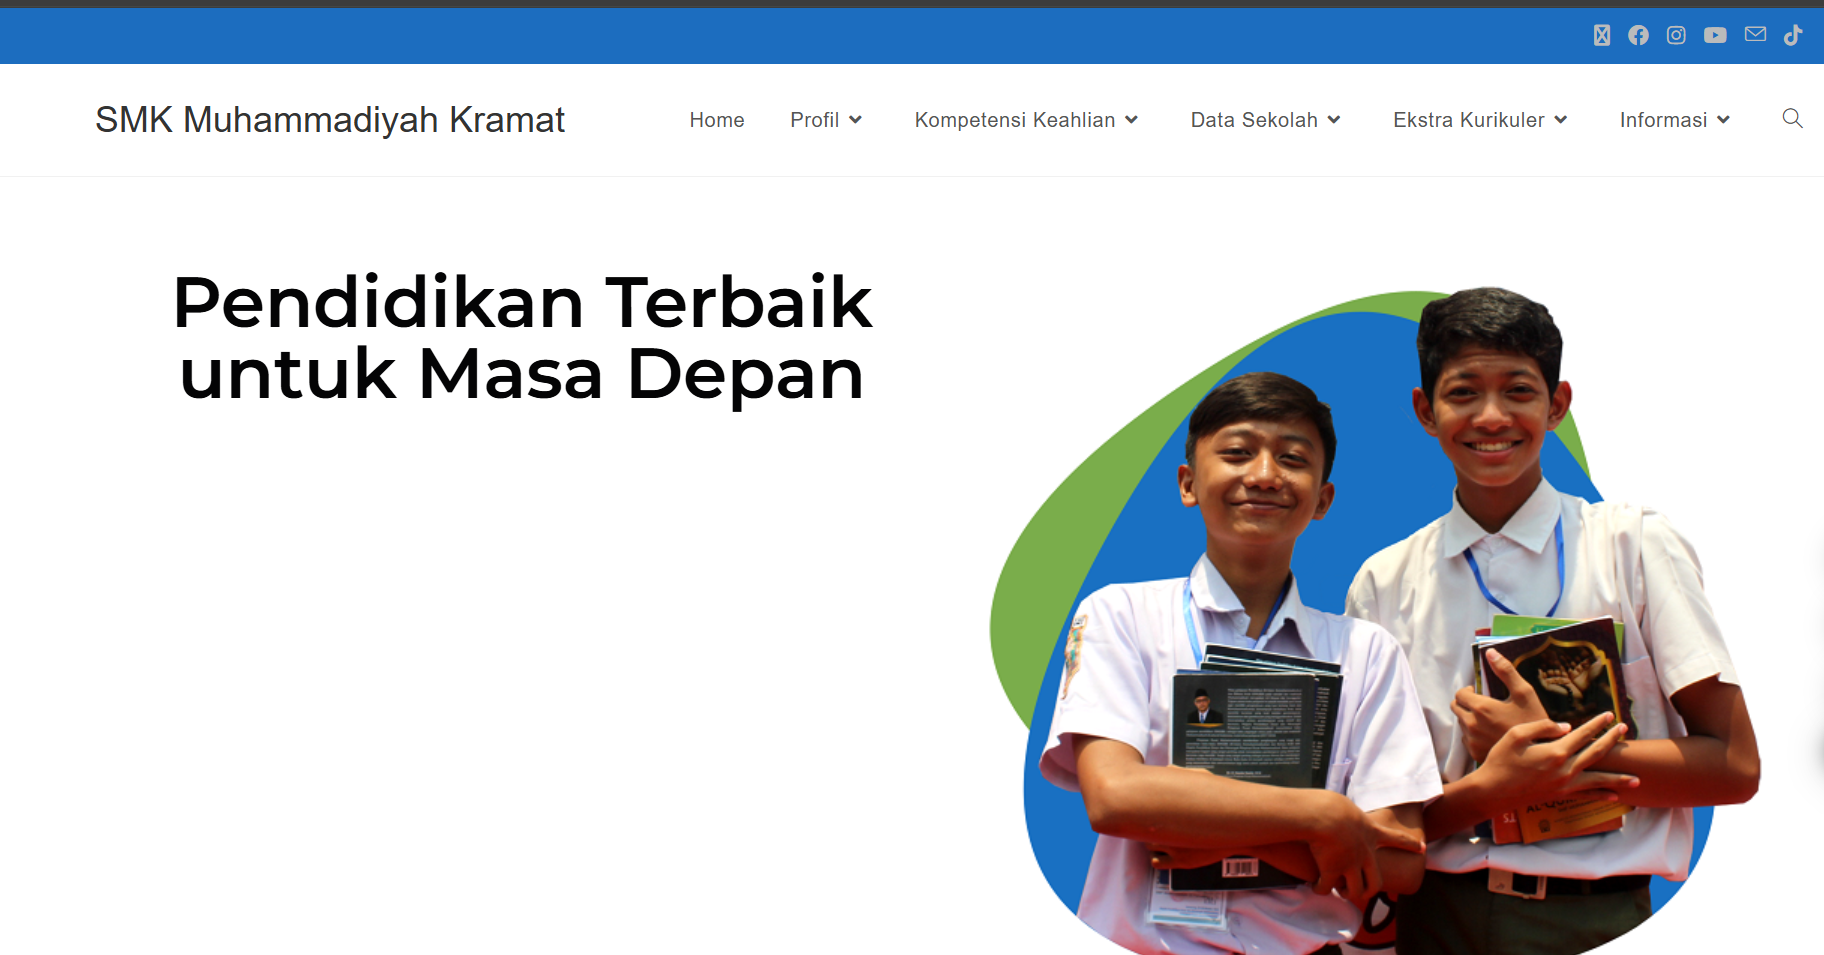 SMK Muhammadiyah Kramat
Home
Profil
Kompetensi Keahlian
Data Sekolah
Ekstra Kurikuler
Informasi
Pendidikan Terbaik
untuk Masa Depan